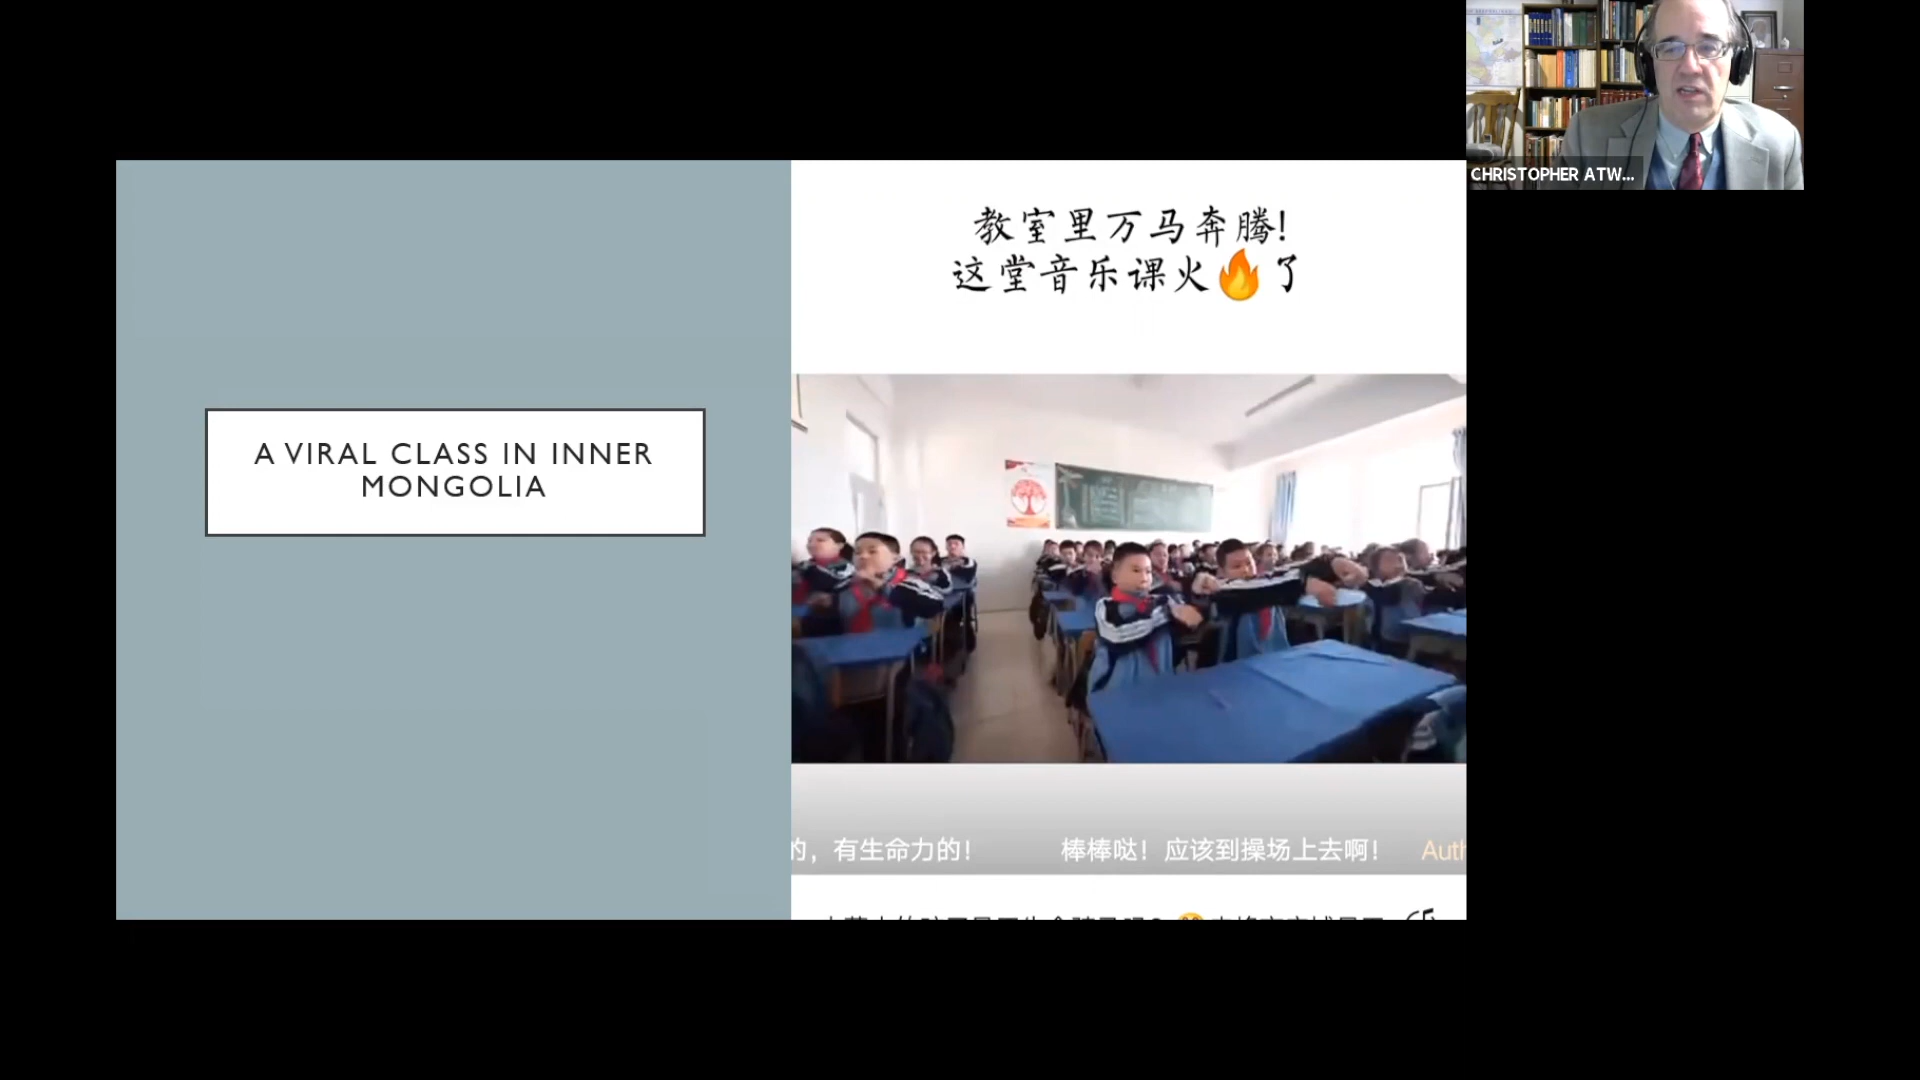 CHRISTOPHER ATW...
A VIRAL CLASS IN INNER
MONGOLIA
教室里万马奔腾!
这堂音乐课火🔥了
的，有生命力的！
棒棒哒！应该到操场上去啊！
Auth